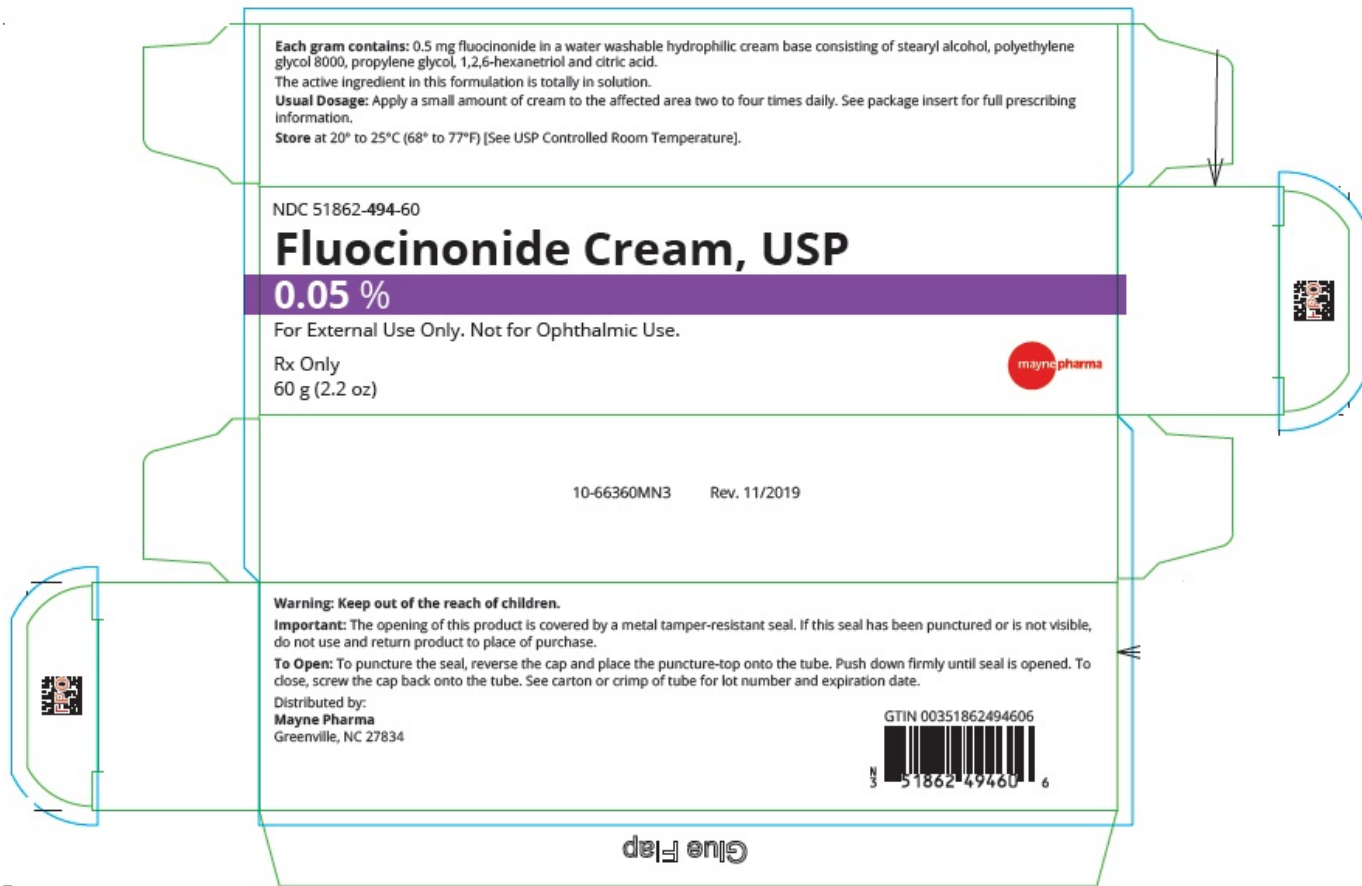 Each gram contains: 0.5 mg fluocinonide in a water washable hydrophilic cream base consisting of stearyl alcohol, polyethylene
glycol 8000, propylene glycol, 1,2,6-hexanetriol and citric acid.
The active ingredient in this formulation is totally in solution.
Usual Dosage: Apply a small amount of cream to the affected area two to four times daily. See package insert for full prescribing
information.
Store at 20° to 25°C (68° to 77°F) [See USP Controlled Room Temperature].
NDC 51862-494-60
Fluocinonide Cream, USP
0.05 %
For External Use Only. Not for Ophthalmic Use.
Rx Only
60 g (2.2 oz)
maynepharma
FPO
10-66360MN3 Rev. 11/2019
Warning: Keep out of the reach of children.
Important: The opening of this product is covered by a metal tamper-resistant seal. If this seal has been punctured or is not visible,
do not use and return product to place of purchase.
To Open: To puncture the seal, reverse the cap and place the puncture-top onto the tube. Push down firmly until seal is opened. To
close, screw the cap back onto the tube. See carton or crimp of tube for lot number and expiration date.
Distributed by:
Mayne Pharma
Greenville, NC 27834
FPO
GTIN 00351862494606
N
3 51862 49460 6
Glue Flap